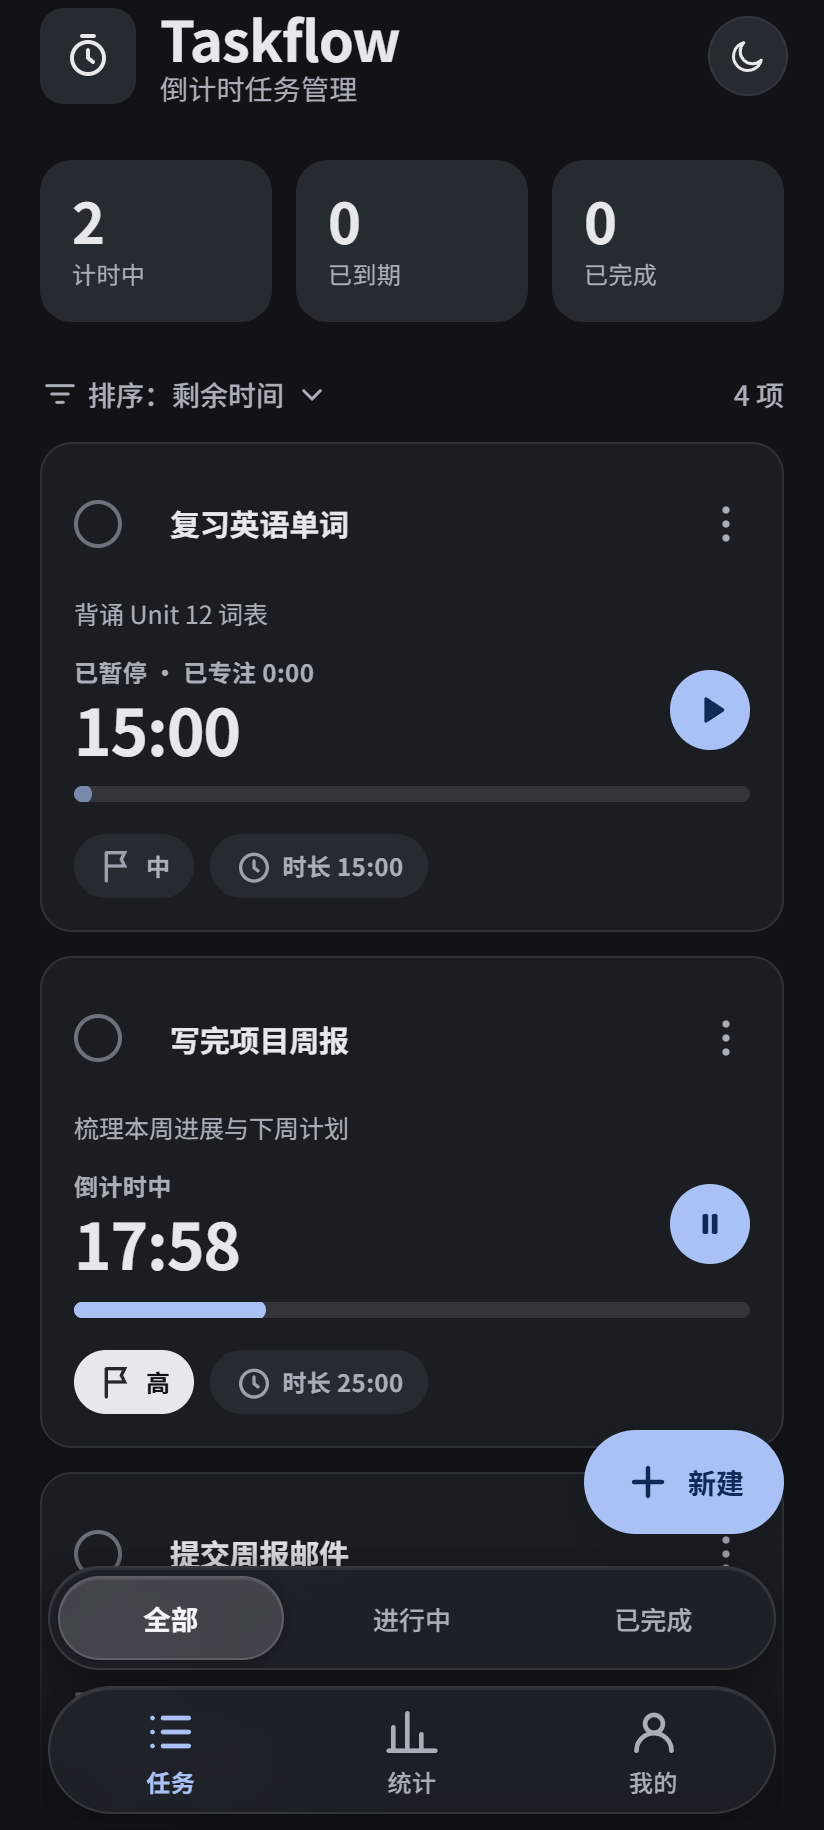 Taskflow
倒计时任务管理
2
计时中
0
已到期
0
已完成
排序：剩余时间
4 项
复习英语单词
背诵 Unit 12 词表
已暂停 · 已专注 0:00
15:00
中
时长 15:00
写完项目周报
梳理本周进展与下周计划
倒计时中
17:58
高
时长 25:00
新建
提交周报邮件
全部
进行中
已完成
任务
统计
我的